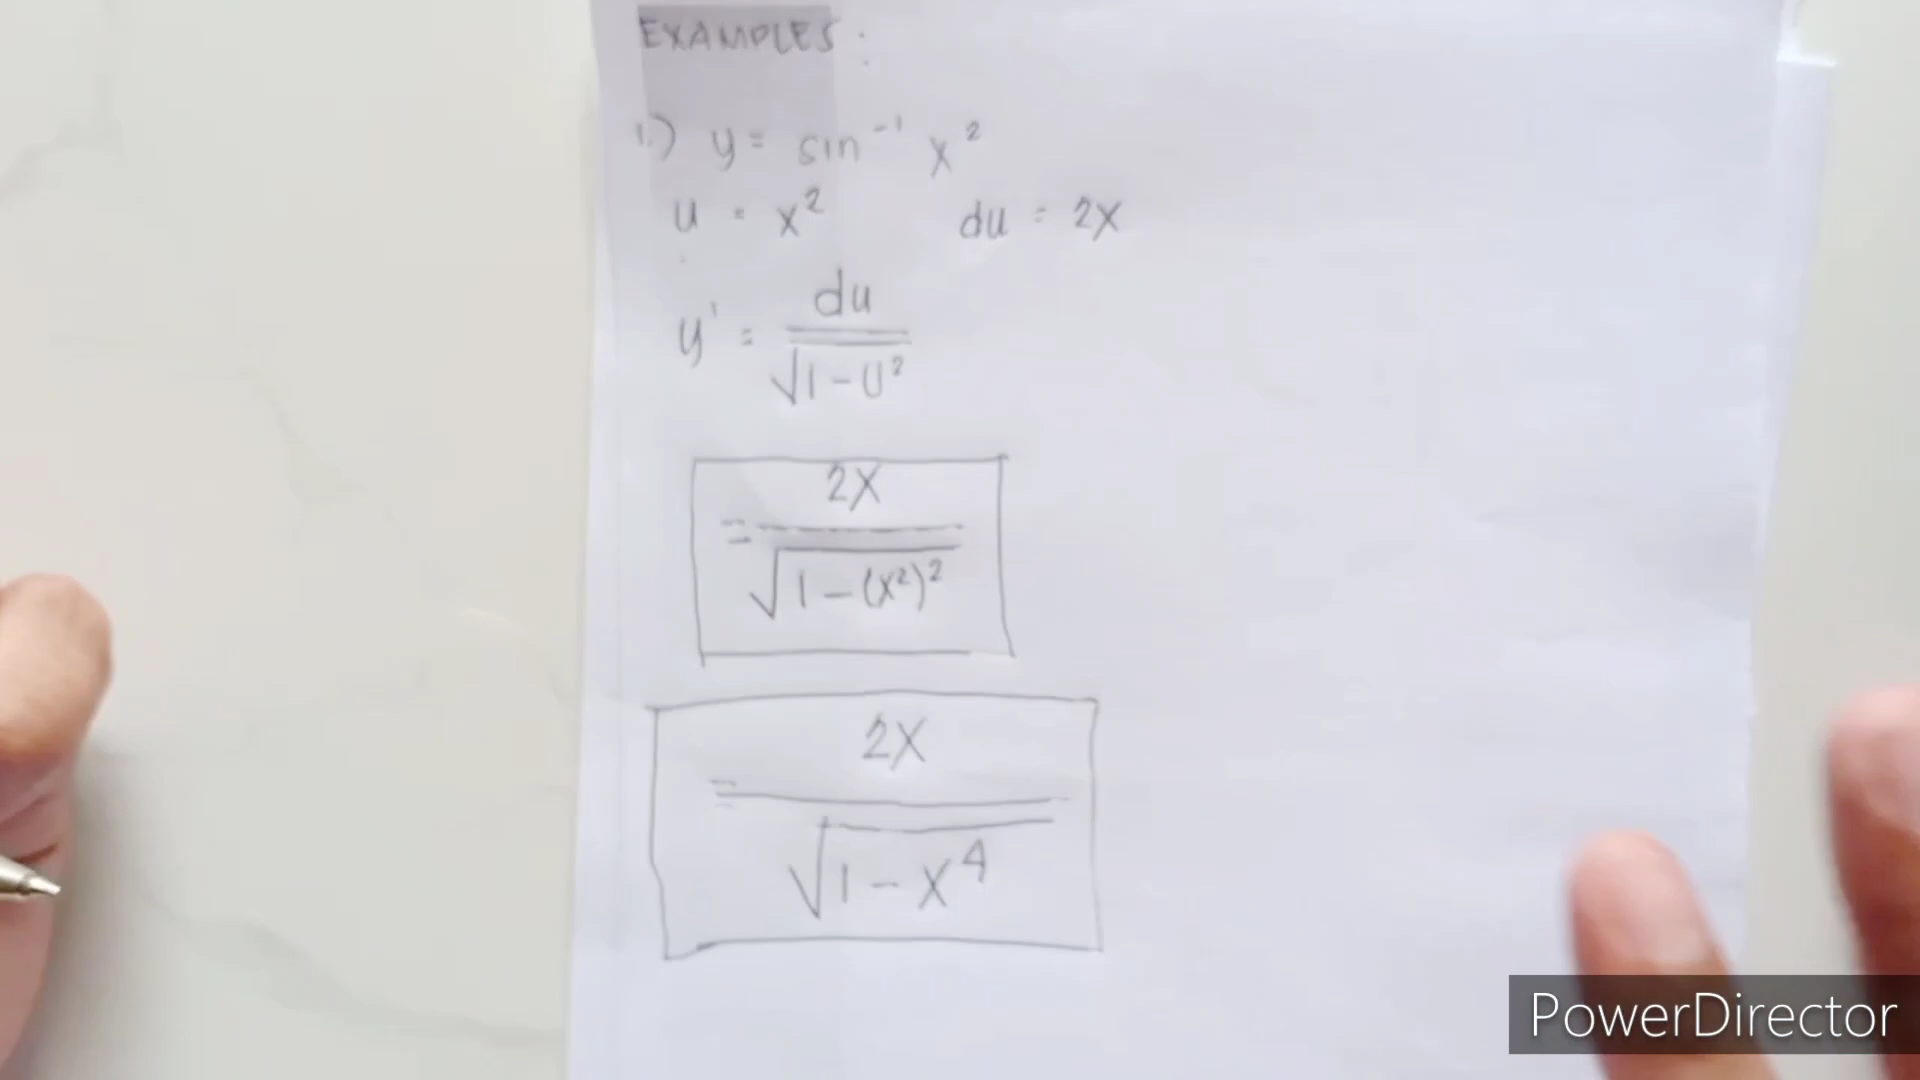 EXAMPLES :
1.) y = sin⁻¹ x²
u = x² du = 2x
y' = du
√1-u²
2x
=
√1-(x²)²
2x
=
√1-x⁴
PowerDirector